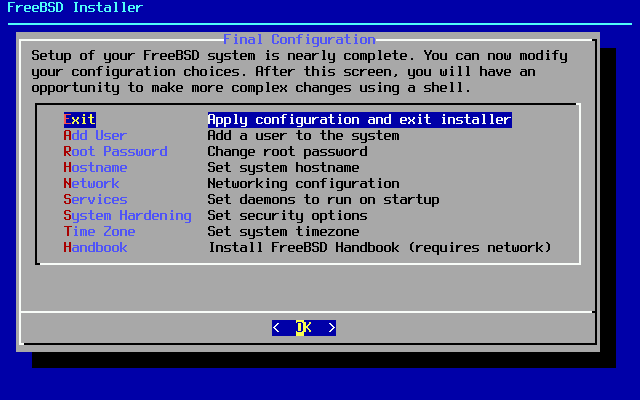 FreeBSD Installer
Final Configuration
Setup of your FreeBSD system is nearly complete. You can now modify
your configuration choices. After this screen, you will have an
opportunity to make more complex changes using a shell.
Exit Apply configuration and exit installer
Add User Add a user to the system
Root Password Change root password
Hostname Set system hostname
Network Networking configuration
Services Set daemons to run on startup
System Hardening Set security options
Time Zone Set system timezone
Handbook Install FreeBSD Handbook (requires network)
< OK >